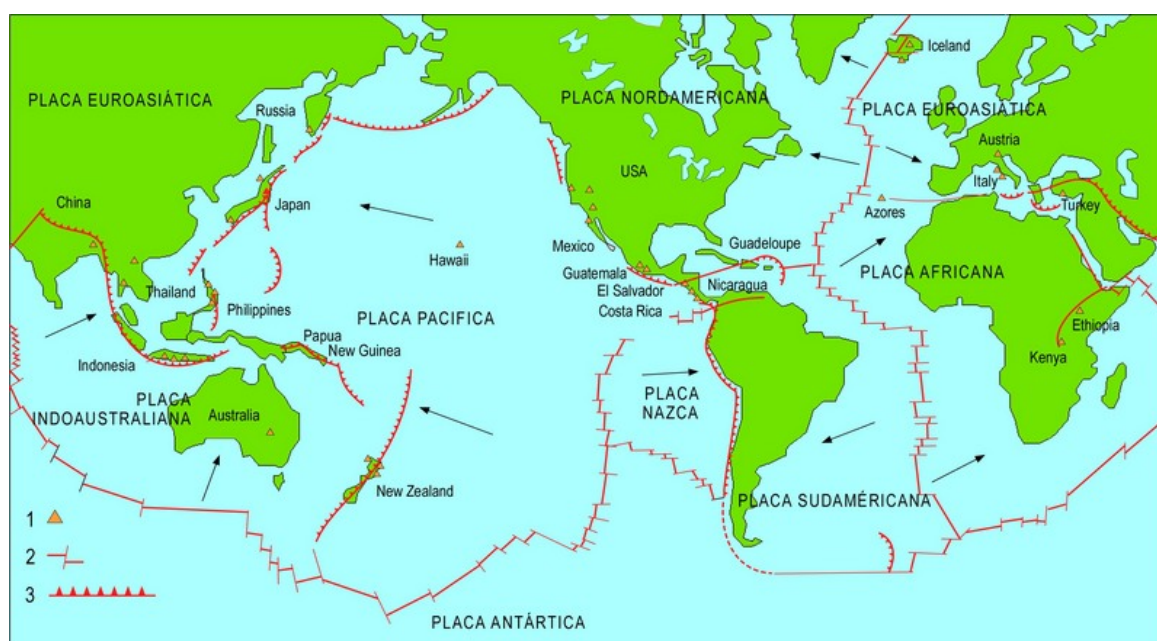 Iceland
PLACA EUROASIÁTICA
PLACA NORDAMERICANA
Russia
PLACA EUROASIÁTICA
Austria
USA
Italy
China
Japan
Azores
Turkey
Mexico
Guadeloupe
Hawaii
Guatemala
PLACA AFRICANA
Thailand
El Salvador
Nicaragua
Philippines
Costa Rica
PLACA PACIFICA
Ethiopia
Papua
New Guinea
Kenya
Indonesia
PLACA
NAZCA
PLACA
INDOAUSTRALIANA
Australia
New Zealand
PLACA SUDAMÉRICANA
1
2
3
PLACA ANTÁRTICA